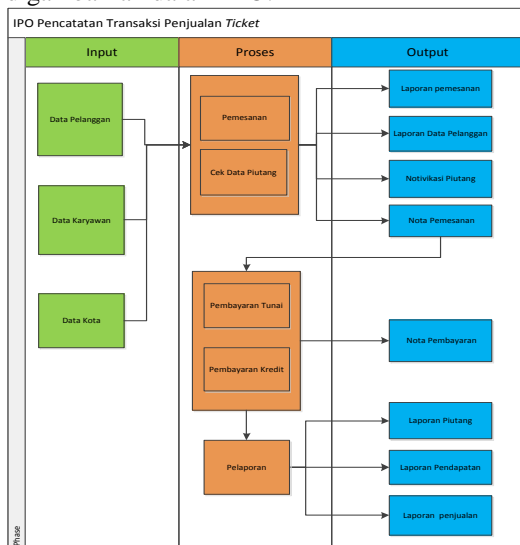 IPO Pencatatan Transaksi Penjualan Ticket
Input
Proses
Output
Data Pelanggan
Data Karyawan
Data Kota
Pemesanan
Cek Data Piutang
Laporan pemesanan
Laporan Data Pelanggan
Notivikasi Piutang
Nota Pemesanan
Pembayaran Tunai
Pembayaran Kredit
Nota Pembayaran
Pelaporan
Laporan Piutang
Laporan Pendapatan
Laporan penjualan
Phase